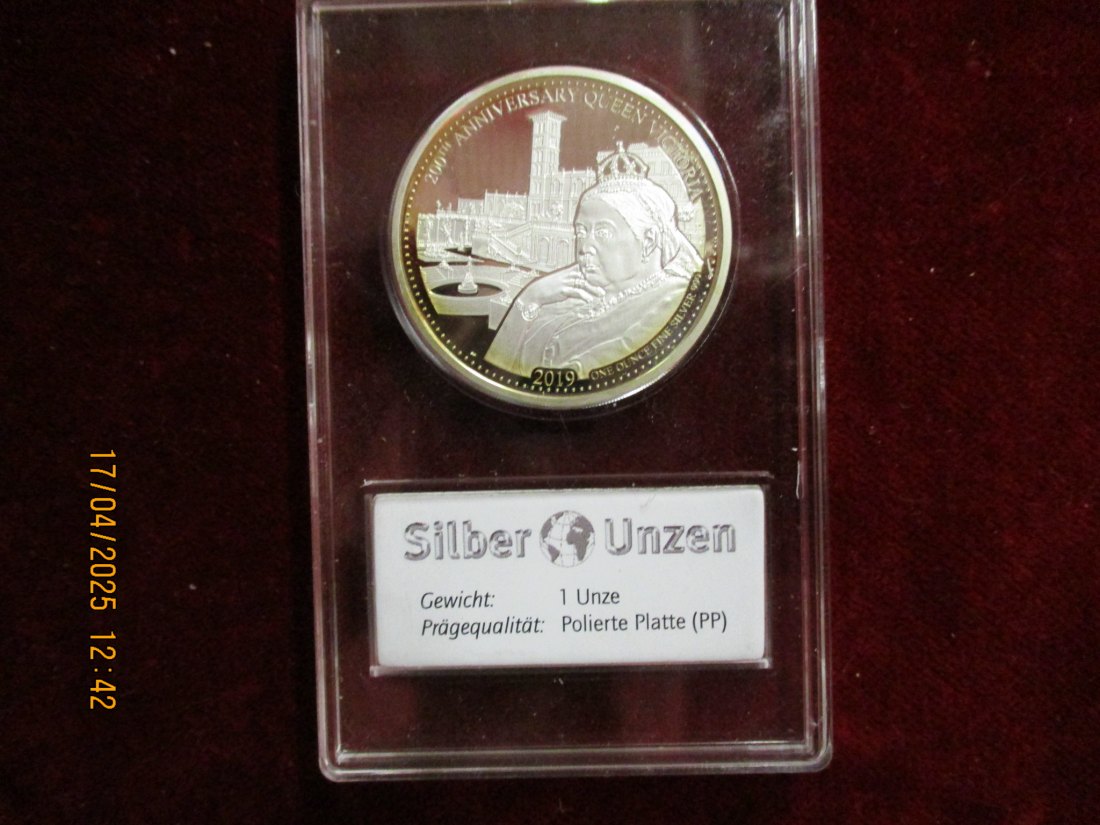 200TH ANNIVERSARY QUEEN VICTORIA
2019
ONE OUNCE FINE SILVER 999
Silber Unzen
Gewicht: 1 Unze
Prägequalität: Polierte Platte (PP)
17/04/2025 12:42